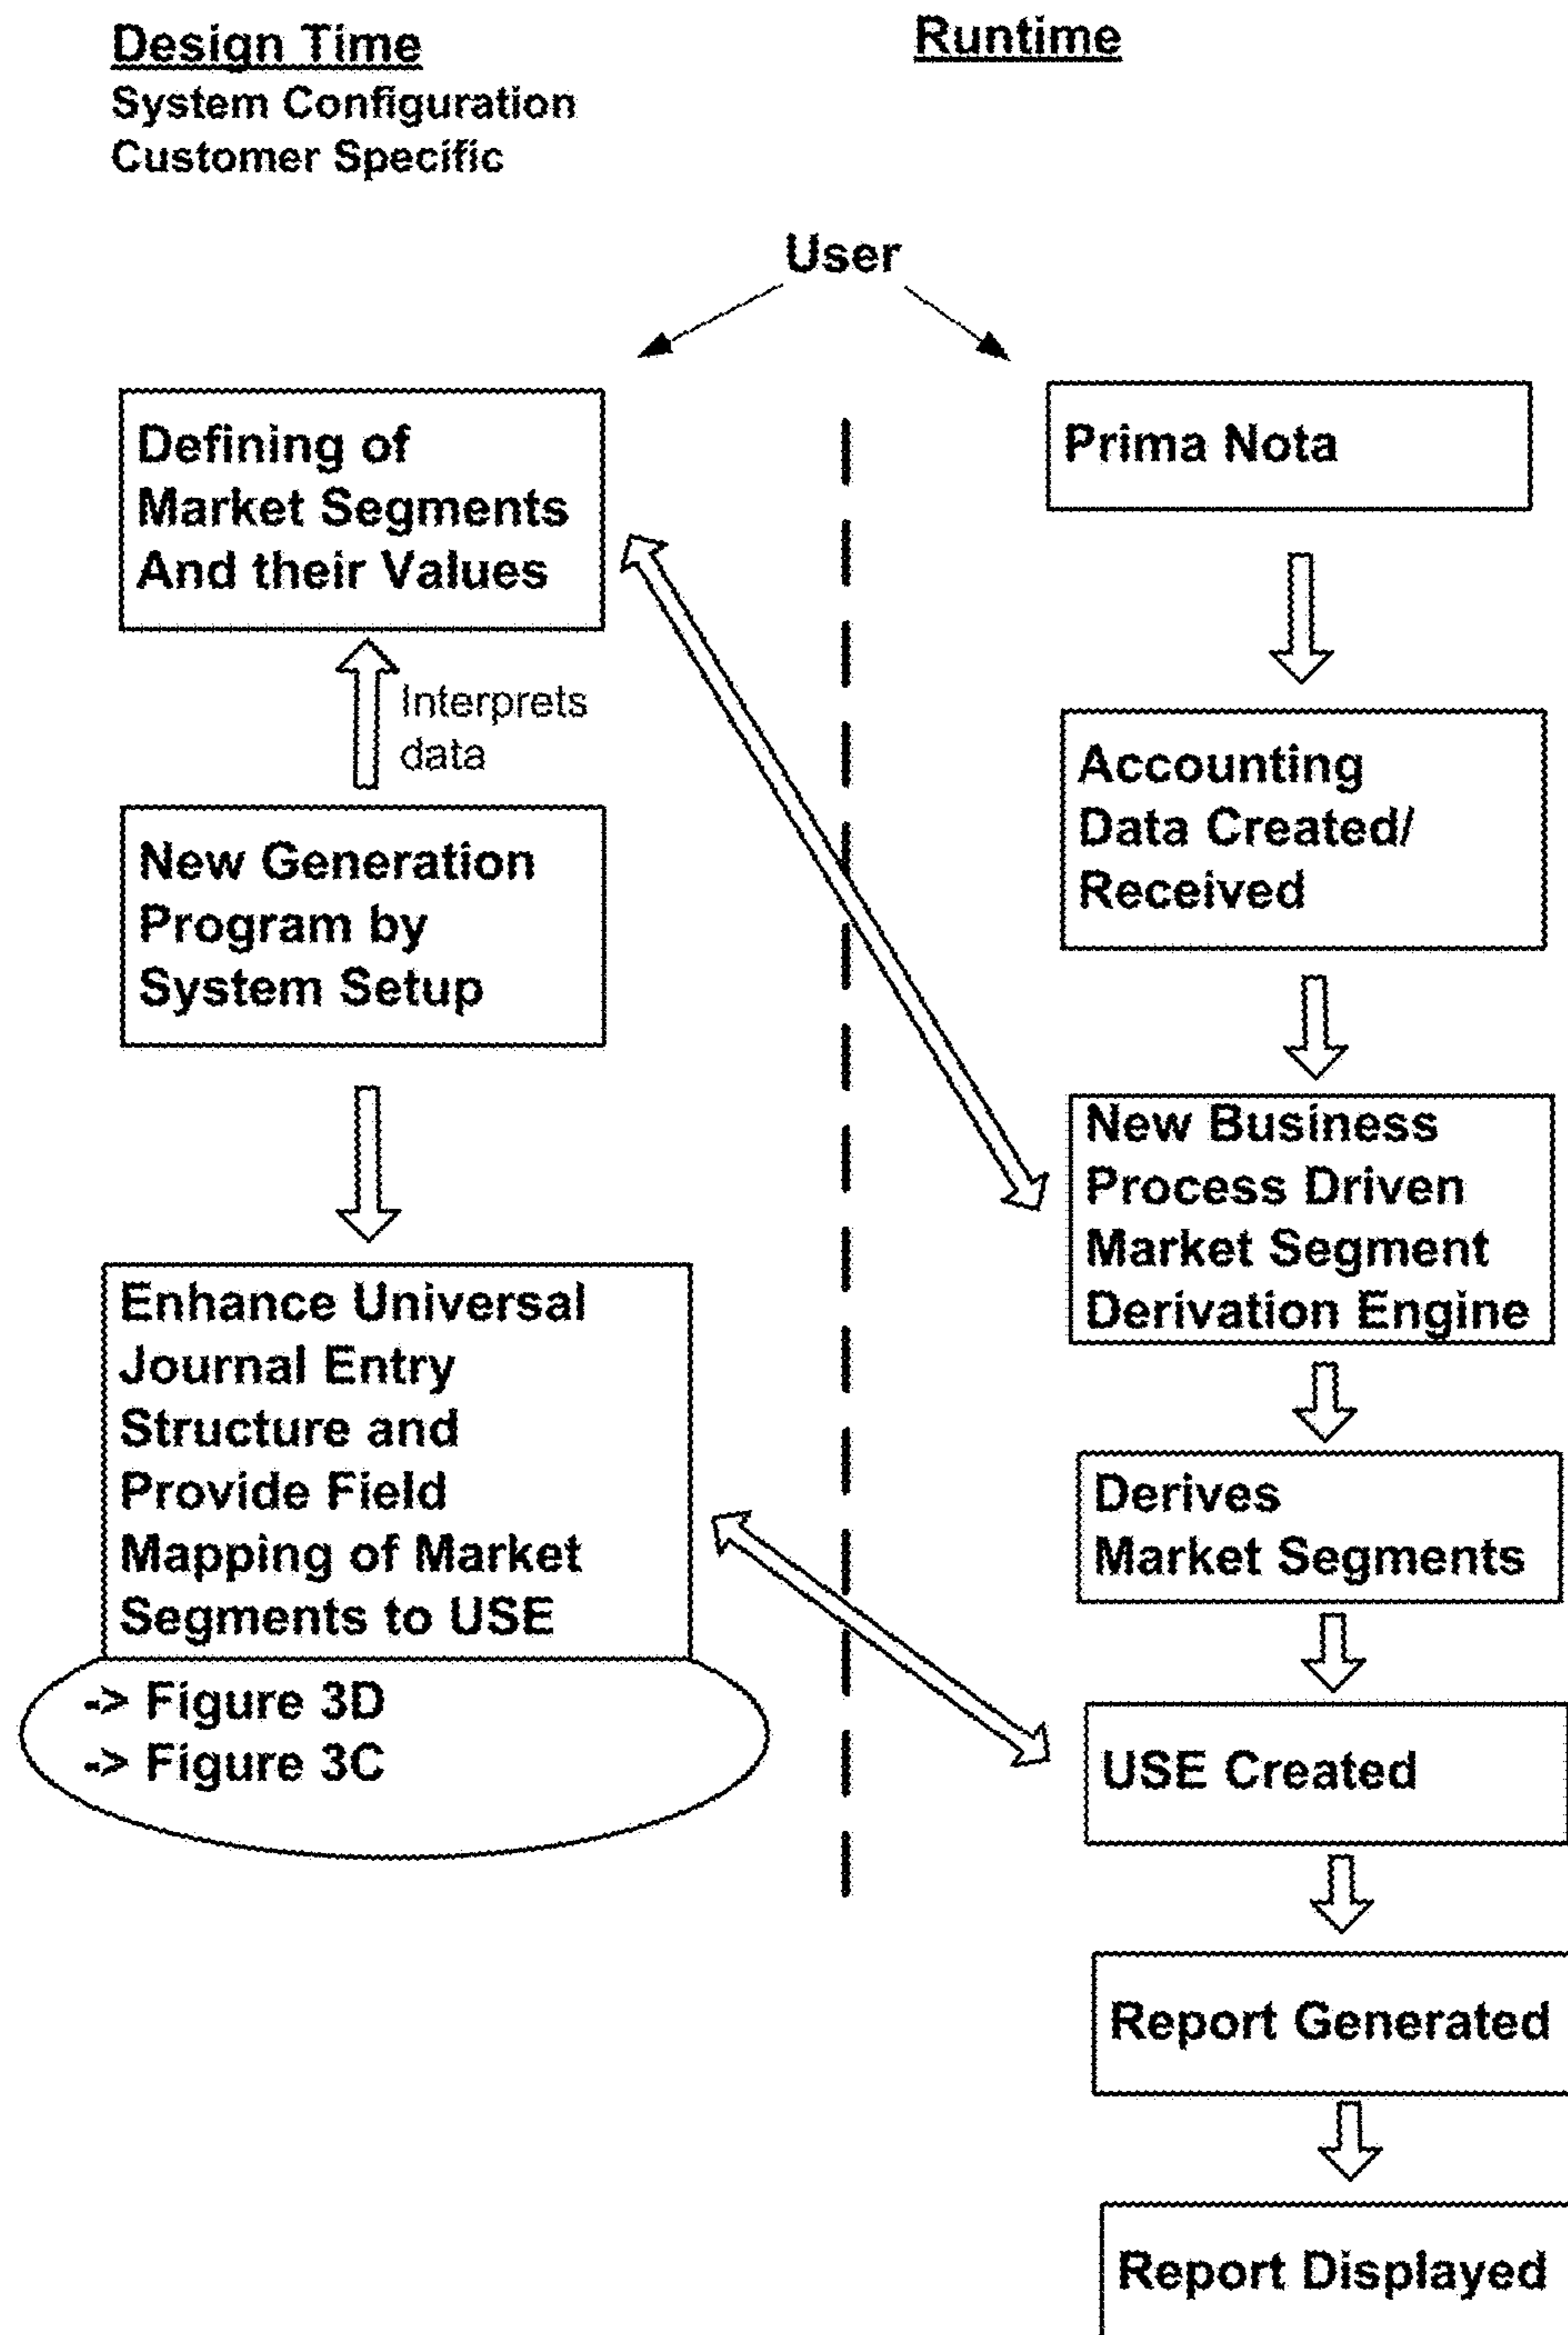 Design Time
System Configuration
Customer Specific
Runtime
User
Defining of
Market Segments
And their Values
Interprets
data
New Generation
Program by
System Setup
Enhance Universal
Journal Entry
Structure and
Provide Field
Mapping of Market
Segments to USE
-> Figure 3D
-> Figure 3C
Prima Nota
Accounting
Data Created/
Received
New Business
Process Driven
Market Segment
Derivation Engine
Derives
Market Segments
USE Created
Report Generated
Report Displayed